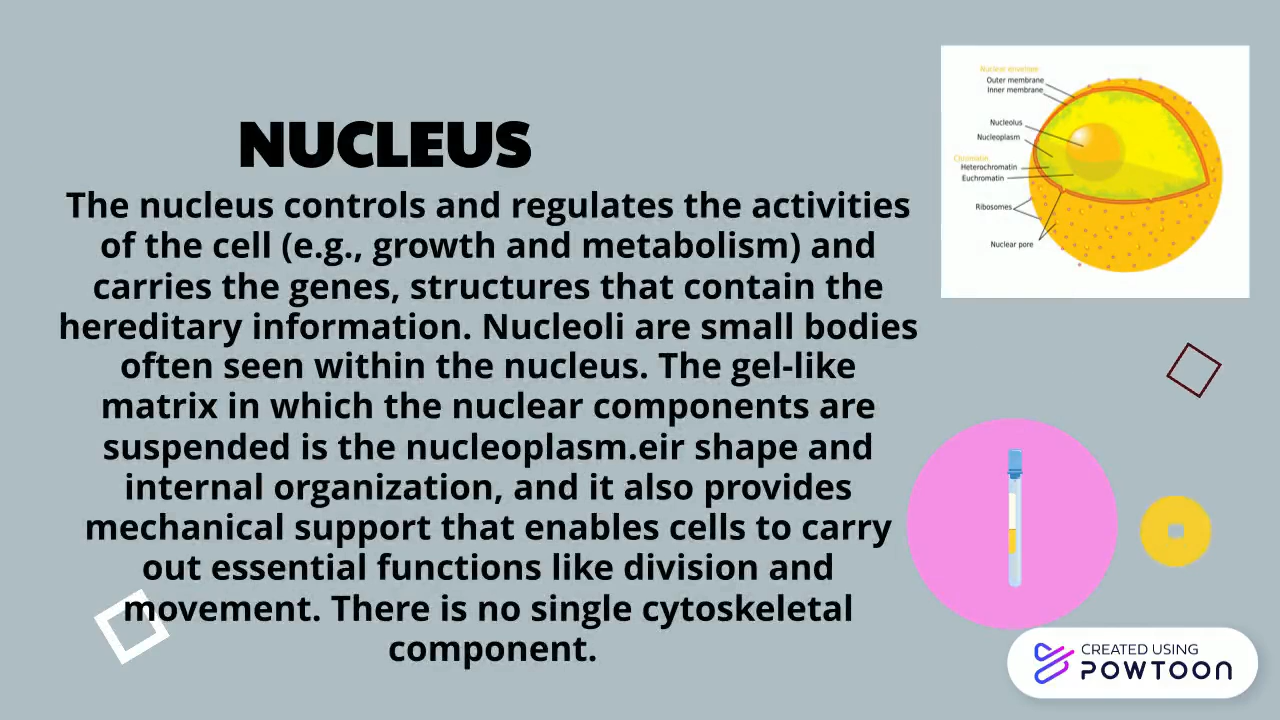 NUCLEUS
The nucleus controls and regulates the activities
of the cell (e.g., growth and metabolism) and
carries the genes, structures that contain the
hereditary information. Nucleoli are small bodies
often seen within the nucleus. The gel-like
matrix in which the nuclear components are
suspended is the nucleoplasm.eir shape and
internal organization, and it also provides
mechanical support that enables cells to carry
out essential functions like division and
movement. There is no single cytoskeletal
component.
Nuclear envelope
Outer membrane
Inner membrane
Nucleolus
Nucleoplasm
Chromatin
Heterochromatin
Euchromatin
Ribosomes
Nuclear pore
CREATED USING
POWTOON